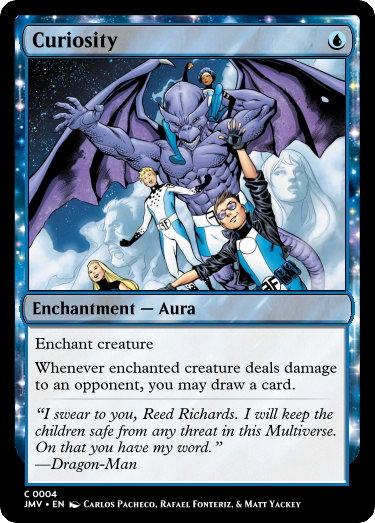 Curiosity
Enchantment — Aura
Enchant creature
Whenever enchanted creature deals damage
to an opponent, you may draw a card.
“I swear to you, Reed Richards. I will keep the
children safe from any threat in this Multiverse.
On that you have my word.”
—Dragon-Man
C 0004
JMV • EN Carlos Pacheco, Rafael Fonteriz, & Matt Yackey